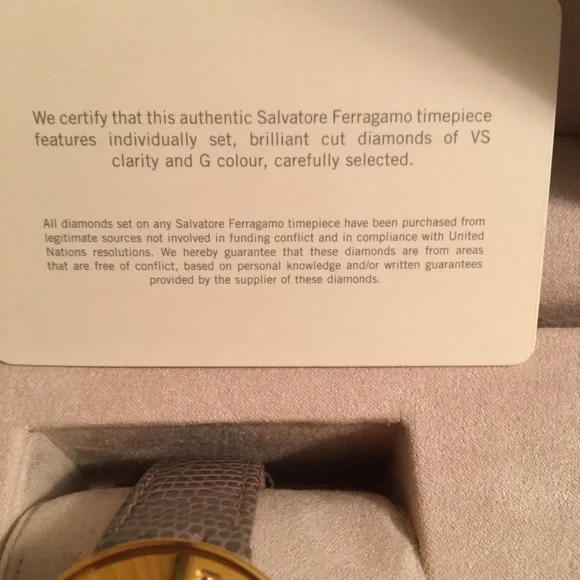 We certify that this authentic Salvatore Ferragamo timepiece
features individually set, brilliant cut diamonds of VS
clarity and G colour, carefully selected.
All diamonds set on any Salvatore Ferragamo timepiece have been purchased from
legitimate sources not involved in funding conflict and in compliance with United
Nations resolutions. We hereby guarantee that these diamonds are from areas
that are free of conflict, based on personal knowledge and/or written guarantees
provided by the supplier of these diamonds.